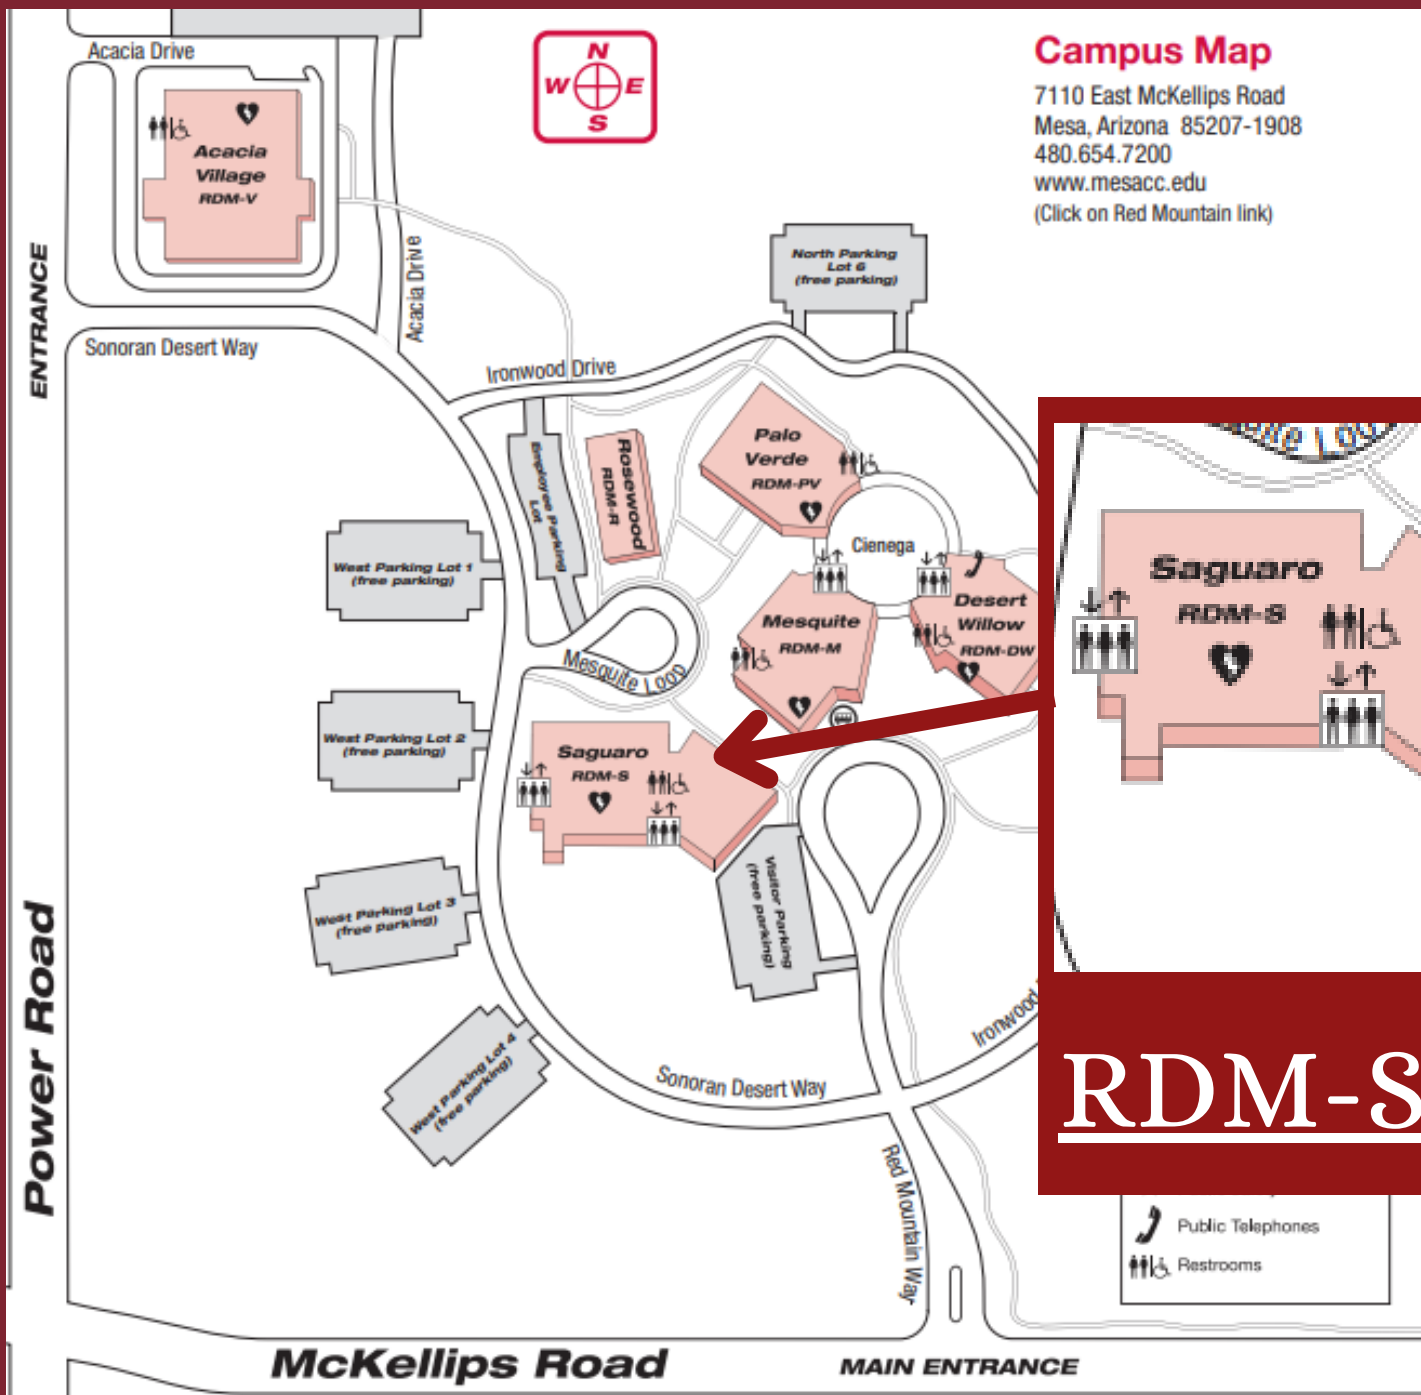 Acacia Drive
N
W E
S
Campus Map
7110 East McKellips Road
Mesa, Arizona 85207-1908
480.654.7200
www.mesacc.edu
(Click on Red Mountain link)
Acacia
Village
RDM-V
ENTRANCE
Acacia Drive
Sonoran Desert Way
North Parking
Lot 6
(free parking)
Ironwood Drive
Employee Parking
Lot
Rosewood
RDM-R
Palo
Verde
RDM-PV
Cienega
West Parking Lot 1
(free parking)
Mesquite
RDM-M
Desert
Willow
RDM-DW
Mesquite Loop
West Parking Lot 2
(free parking)
Saguaro
RDM-S
Saguaro
RDM-S
West Parking Lot 3
(free parking)
Visitor Parking
(free parking)
West Parking Lot 4
(free parking)
Ironwood
Sonoran Desert Way
Power Road
Red Mountain Way
RDM-S
Public Telephones
Restrooms
McKellips Road
MAIN ENTRANCE